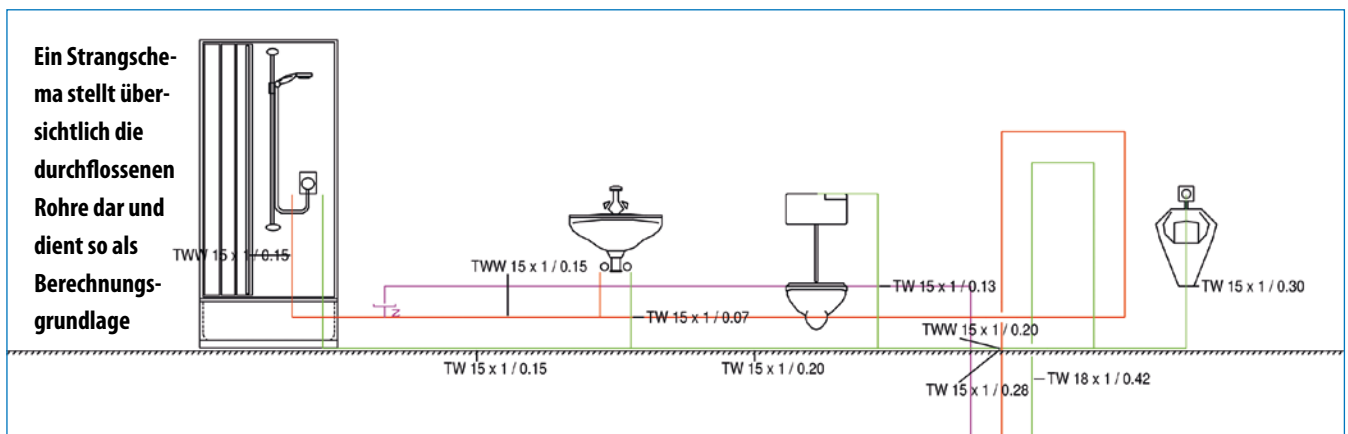 Ein Strangsche-
ma stellt über-
sichtlich die
durchflossenen
Rohre dar und
dient so als
Berechnungs-
grundlage
TWW 15 x 1 / 0.15
TWW 15 x 1 / 0.15
TW 15 x 1 / 0.07
TW 15 x 1 / 0.13
TW 15 x 1 / 0.30
TWW 15 x 1 / 0.20
TW 15 x 1 / 0.15
TW 15 x 1 / 0.20
TW 15 x 1 / 0.28
TW 18 x 1 / 0.42